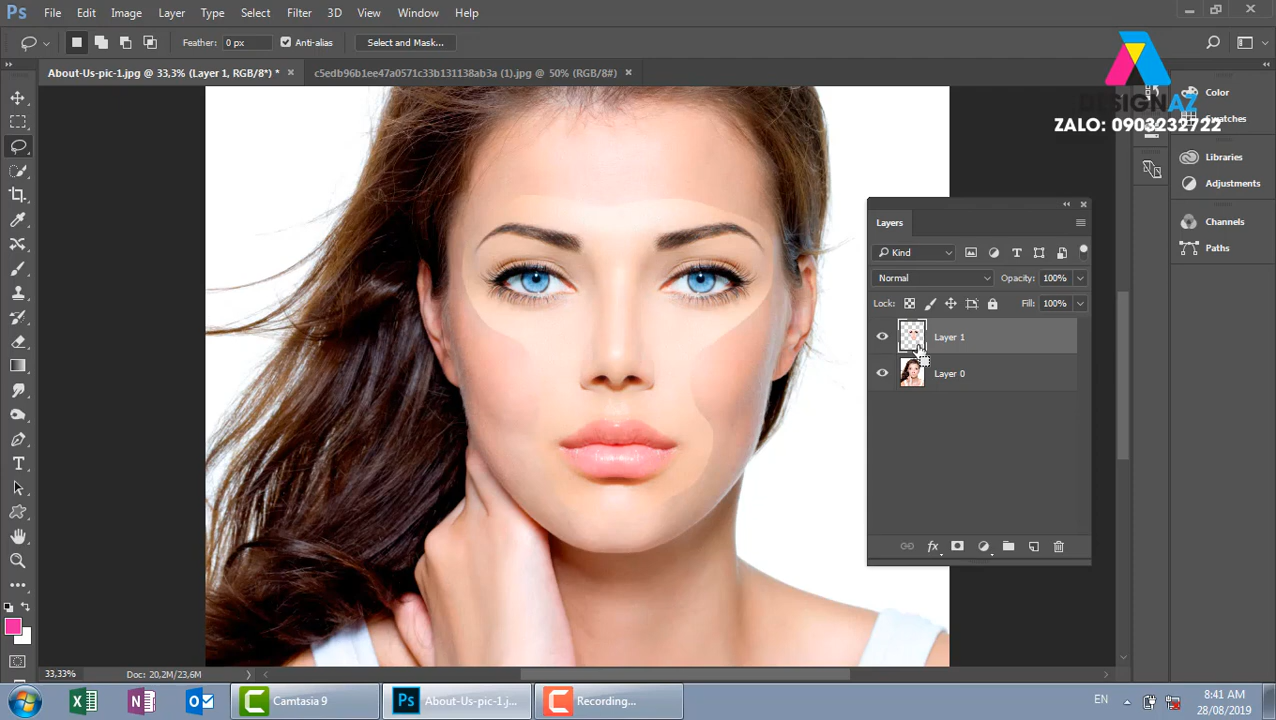 Ps File Edit Image Layer Type Select Filter 3D View Window Help
Feather: 0 px Anti-alias Select and Mask...
About-Us-pic-1.jpg @ 33,3% (Layer 1, RGB/8*) *
c5edb96b1ee47a0571c33b131138ab3a (1).jpg @ 50% (RGB/8#)
DESIGNAZ
ZALO: 0903232722
Color
Swatches
Libraries
Adjustments
Channels
Paths
Layers
Kind
Normal Opacity: 100%
Lock: Fill: 100%
Layer 1
Layer 0
fx
33,33% Doc: 20,2M/23,6M
Camtasia 9
Ps About-Us-pic-1.j...
Recording...
EN
8:41 AM
28/08/2019